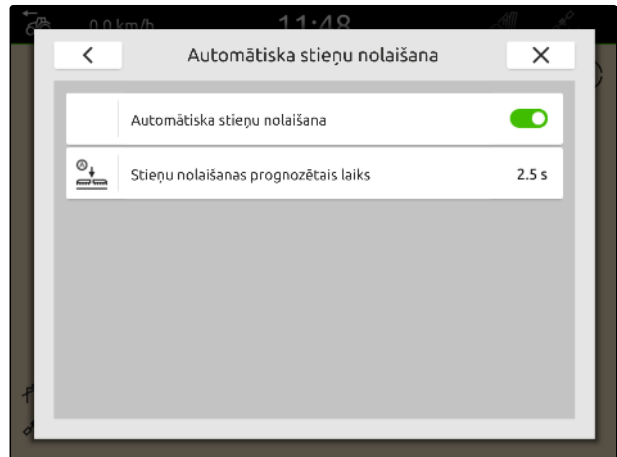 0.0 km/h 11:48
Automātiska stieņu nolaišana
Automātiska stieņu nolaišana
Stieņu nolaišanas prognozētais laiks 2.5 s